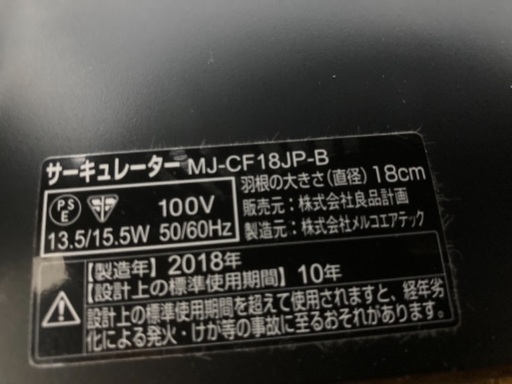 サーキュレーター MJ-CF18JP-B
羽根の大きさ（直径） 18cm
PSE
100V
13.5/15.5W 50/60Hz
販売元：株式会社良品計画
製造元：株式会社メルコエアテック
【製造年】2018年
【設計上の標準使用期間】10年
設計上の標準使用期間を超えて使用されますと、経年劣
化による発火・けが等の事故に至るおそれがあります。